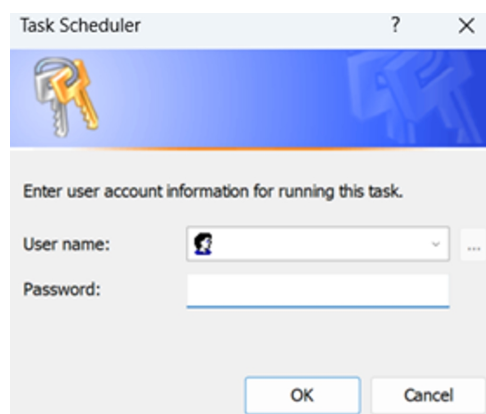 Task Scheduler ? ×
Enter user account information for running this task.
User name:
...
Password:
OK Cancel